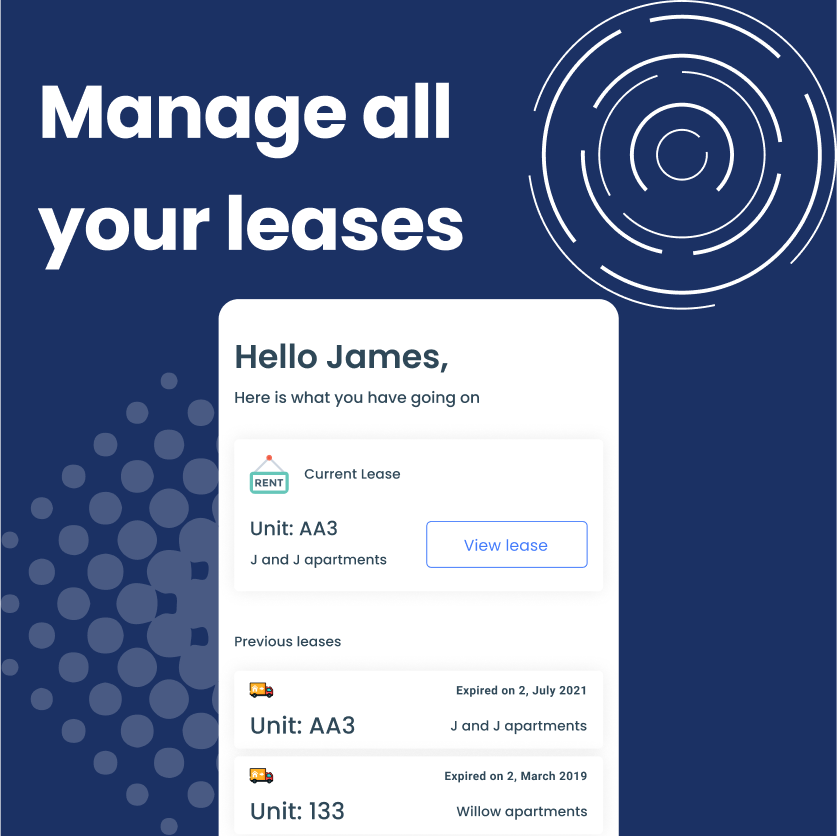 Manage all
your leases
Hello James,
Here is what you have going on
RENT
Current Lease
Unit: AA3
J and J apartments
View lease
Previous leases
Expired on 2, July 2021
Unit: AA3
J and J apartments
Expired on 2, March 2019
Unit: 133
Willow apartments